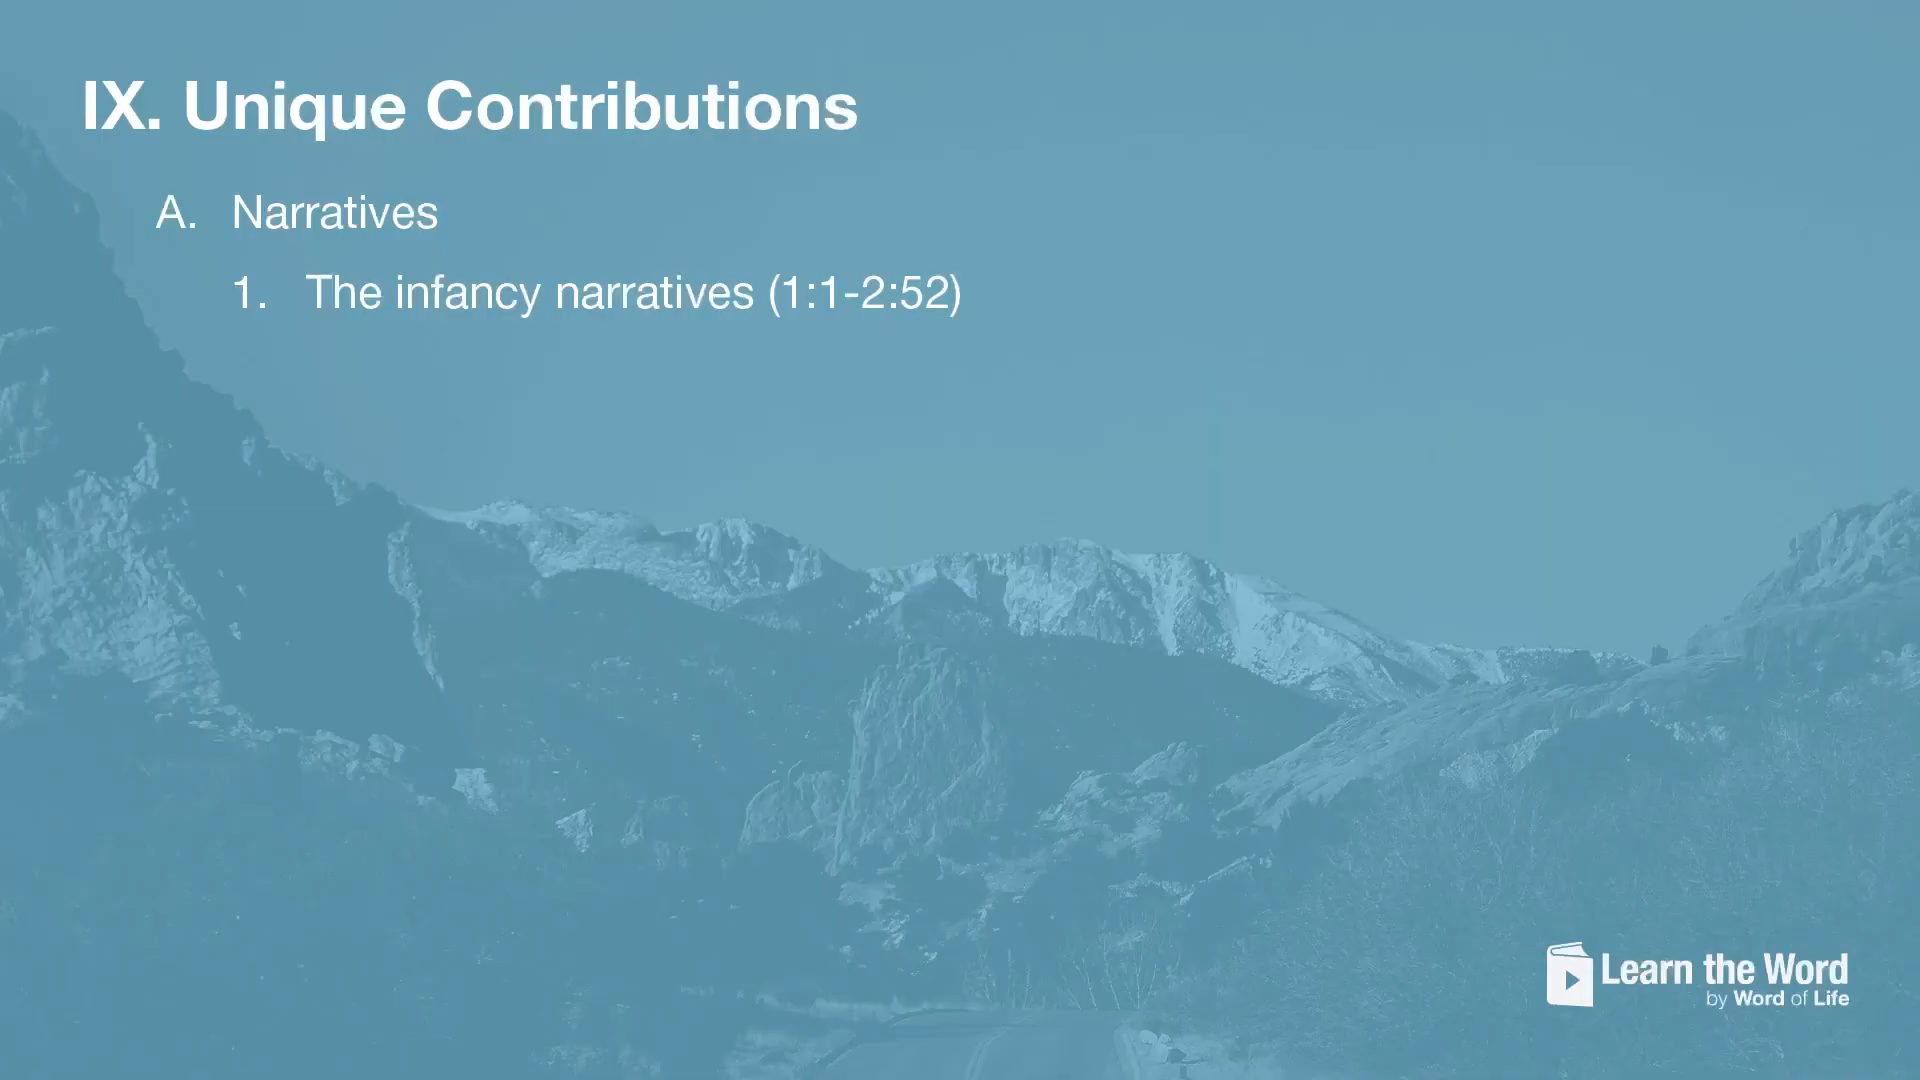 IX. Unique Contributions
A. Narratives
1. The infancy narratives (1:1-2:52)
Learn the Word
by Word of Life